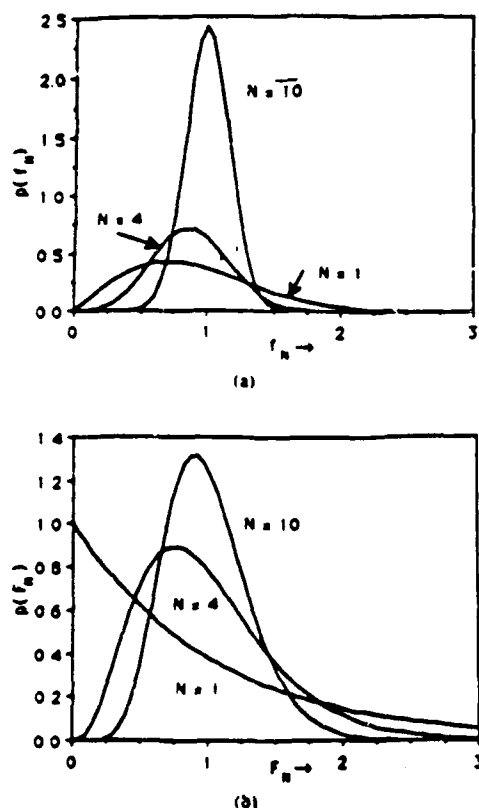 2.5
2.0
1.5
1.0
0.5
0.0
p(f_N)
N = 10
N = 4
N = 1
0
1
2
3
f_N →
(a)
1.4
1.2
1.0
0.8
0.6
0.4
0.2
0.0
p(F_N)
N = 10
N = 4
N = 1
0
1
2
3
F_N →
(b)